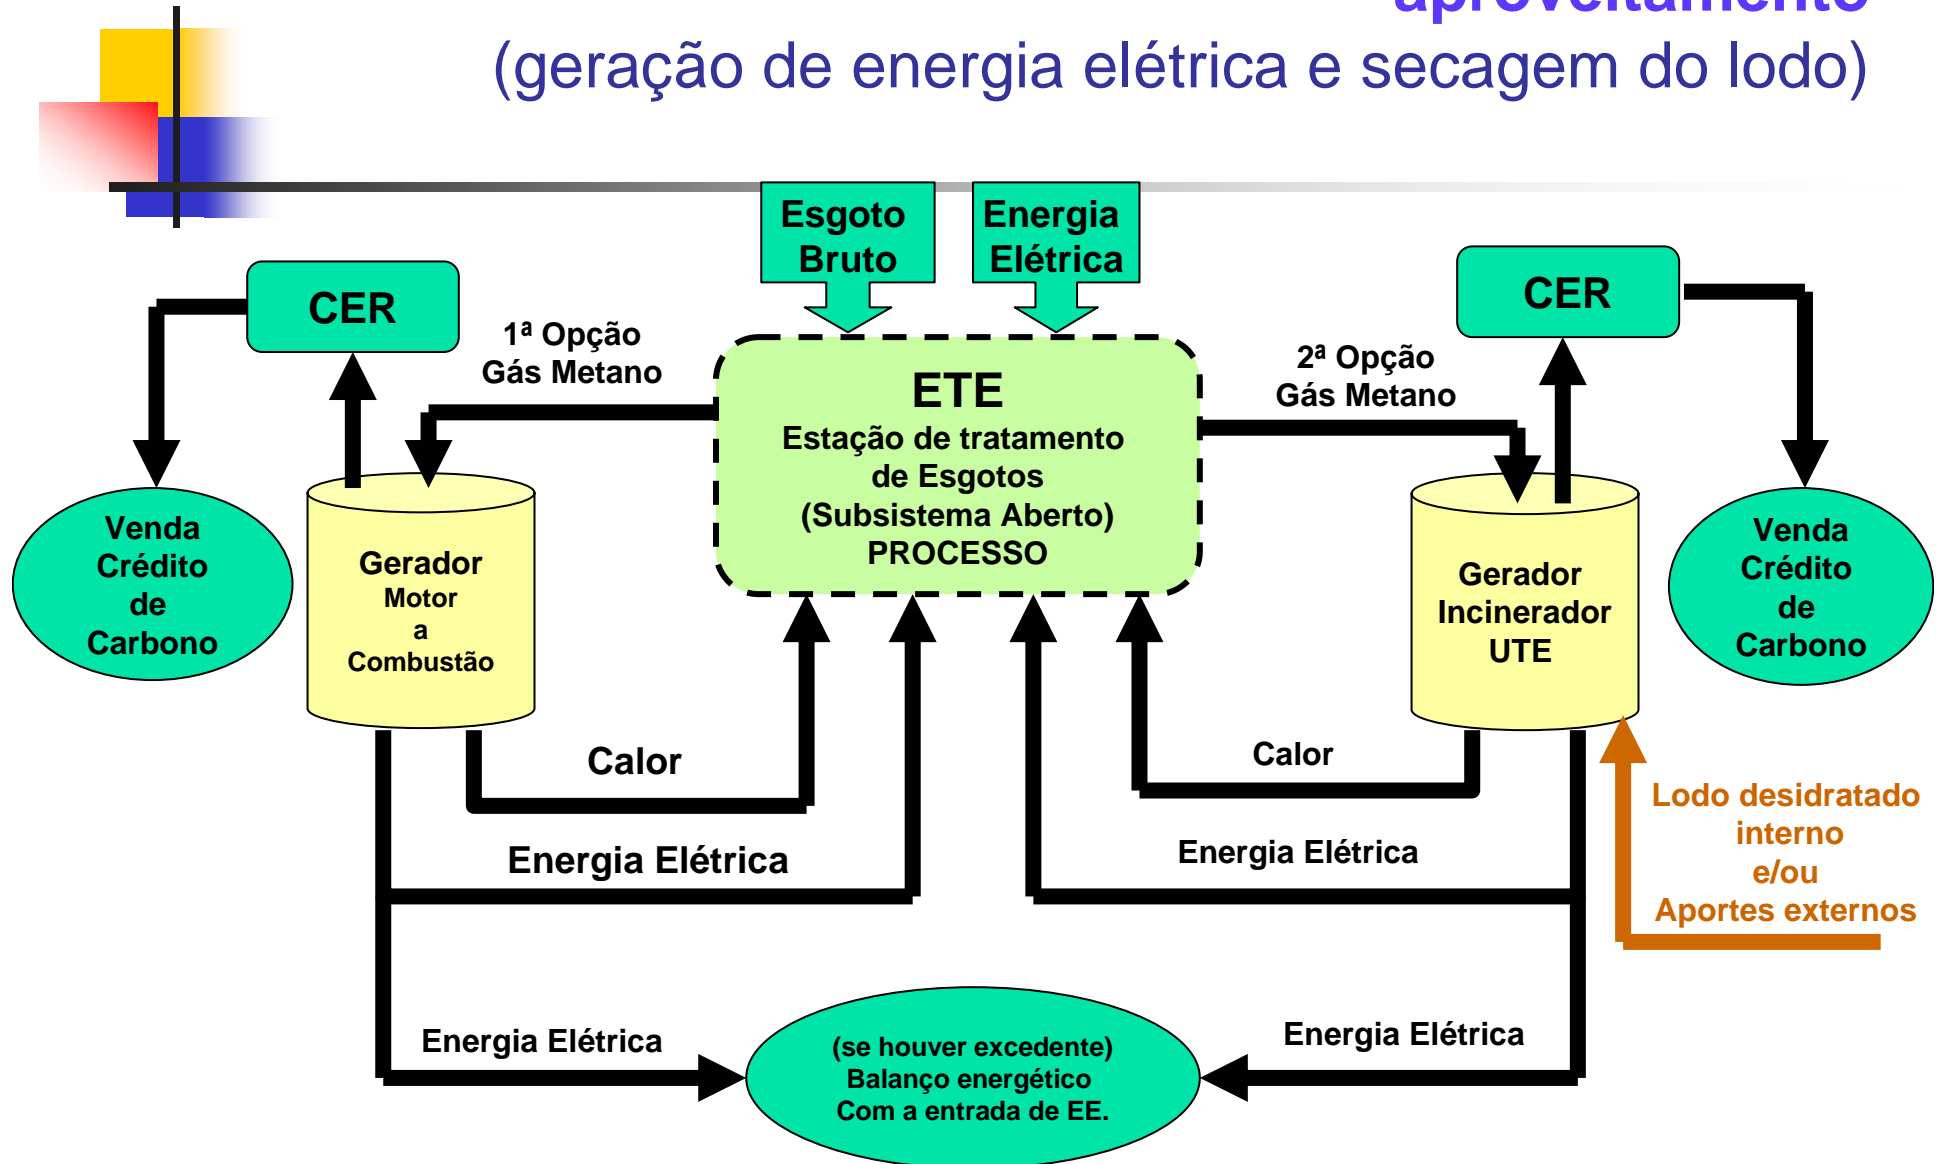 aproveitamento
(geração de energia elétrica e secagem do lodo)
Esgoto
Bruto
Energia
Elétrica
CER
CER
1ª Opção
Gás Metano
2ª Opção
Gás Metano
ETE
Estação de tratamento
de Esgotos
(Subsistema Aberto)
PROCESSO
Venda
Crédito
de
Carbono
Gerador
Motor
a
Combustão
Gerador
Incinerador
UTE
Venda
Crédito
de
Carbono
Calor
Calor
Lodo desidratado
interno
e/ou
Aportes externos
Energia Elétrica
Energia Elétrica
Energia Elétrica
Energia Elétrica
(se houver excedente)
Balanço energético
Com a entrada de EE.